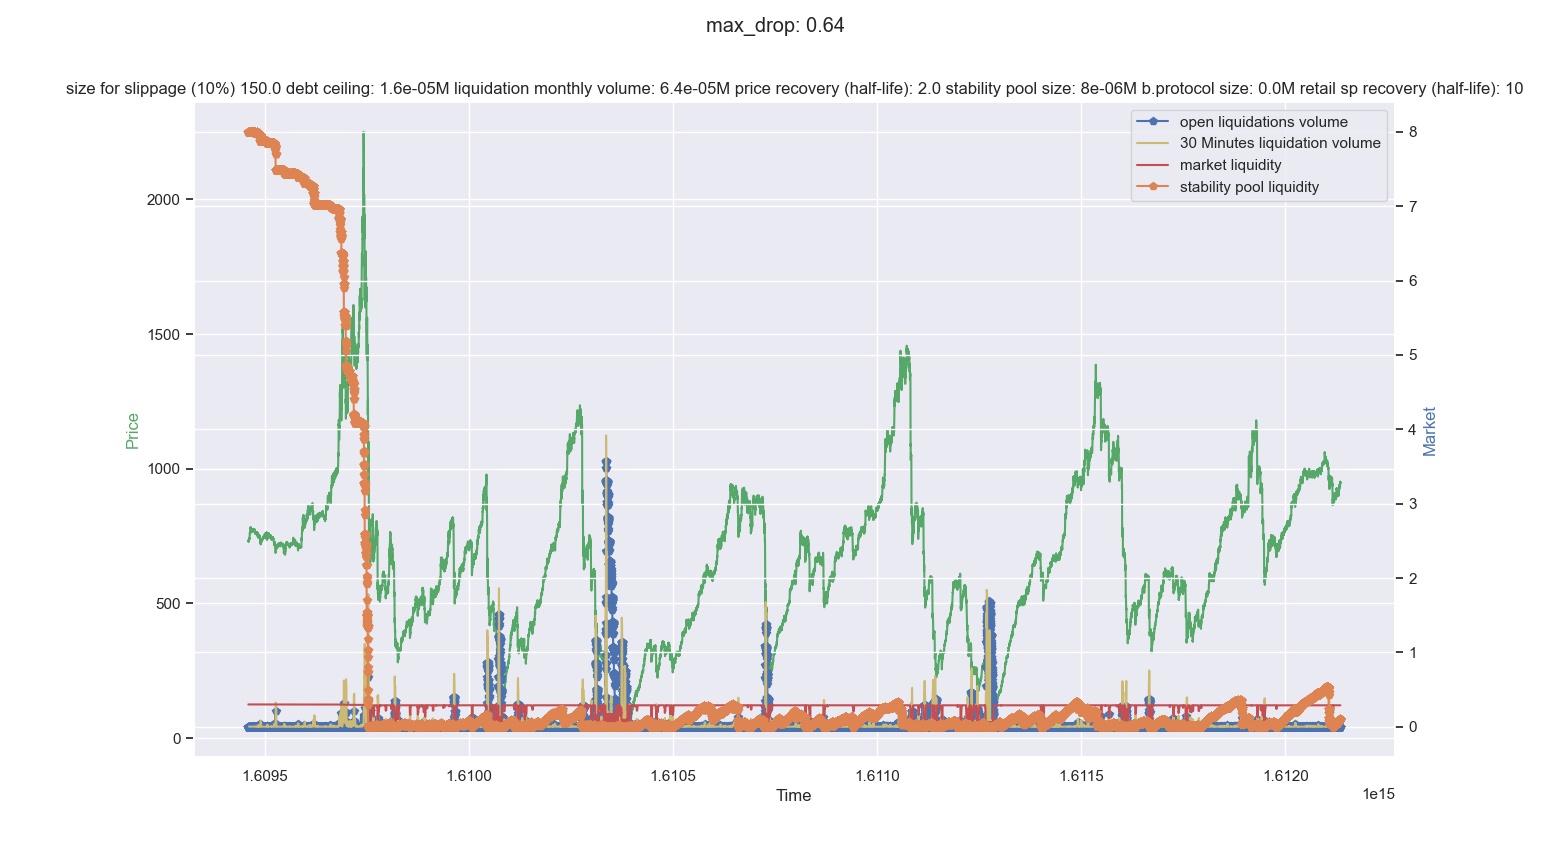 max_drop: 0.64
size for slippage (10%) 150.0 debt ceiling: 1.6e-05M liquidation monthly volume: 6.4e-05M price recovery (half-life): 2.0 stability pool size: 8e-06M b.protocol size: 0.0M retail sp recovery (half-life): 10
open liquidations volume
30 Minutes liquidation volume
market liquidity
stability pool liquidity
2000
1500
1000
500
0
Price
8
7
6
5
4
3
2
1
0
Market
1.6095 1.6100 1.6105 1.6110 1.6115 1.6120
Time
1e15